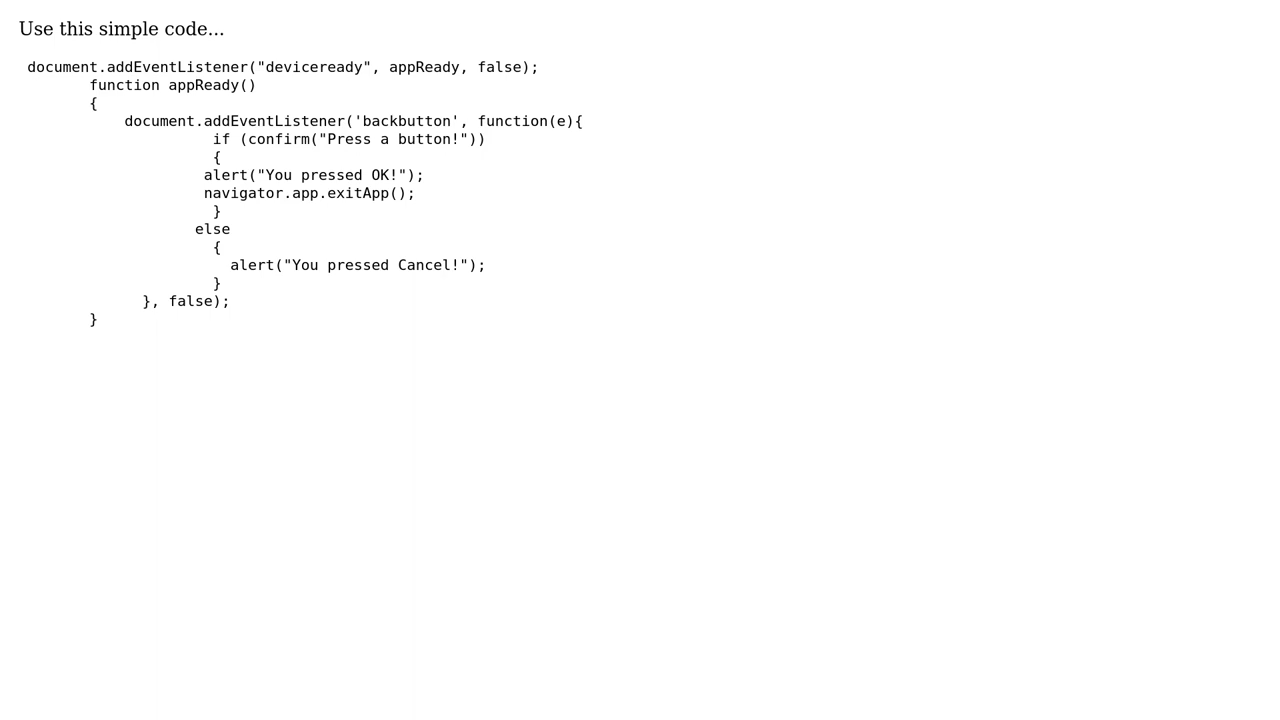 Use this simple code...
document.addEventListener("deviceready", appReady, false);
        function appReady()
        {
            document.addEventListener('backbutton', function(e){
                      if (confirm("Press a button!"))
                      {
                     alert("You pressed OK!");
                     navigator.app.exitApp();
                      }
                    else
                      {
                        alert("You pressed Cancel!");
                      }
              }, false);
        }